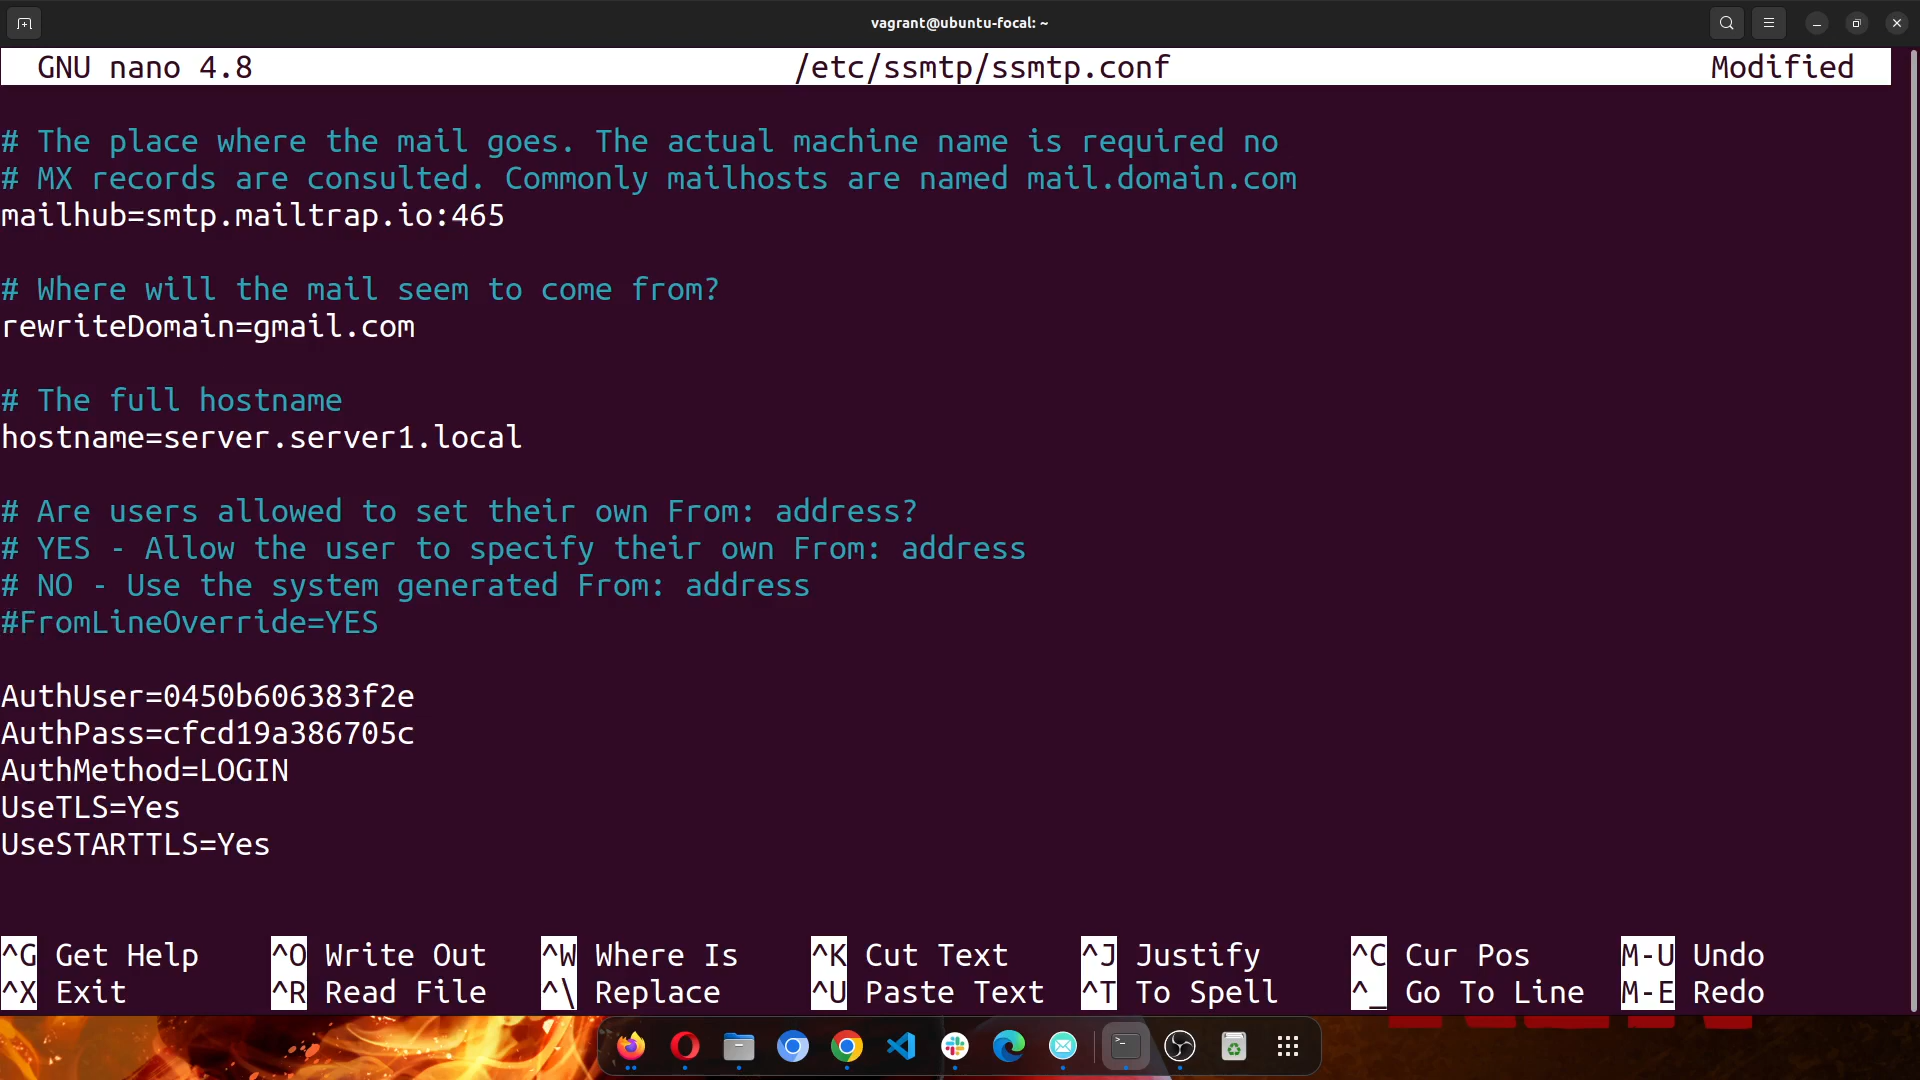 vagrant@ubuntu-focal: ~
GNU nano 4.8 /etc/ssmtp/ssmtp.conf Modified
# The place where the mail goes. The actual machine name is required no
# MX records are consulted. Commonly mailhosts are named mail.domain.com
mailhub=smtp.mailtrap.io:465
# Where will the mail seem to come from?
rewriteDomain=gmail.com
# The full hostname
hostname=server.server1.local
# Are users allowed to set their own From: address?
# YES - Allow the user to specify their own From: address
# NO - Use the system generated From: address
#FromLineOverride=YES
AuthUser=0450b606383f2e
AuthPass=cfcd19a386705c
AuthMethod=LOGIN
UseTLS=Yes
UseSTARTTLS=Yes
^G Get Help ^O Write Out ^W Where Is ^K Cut Text ^J Justify ^C Cur Pos M-U Undo
^X Exit ^R Read File ^\ Replace ^U Paste Text ^T To Spell ^_ Go To Line M-E Redo